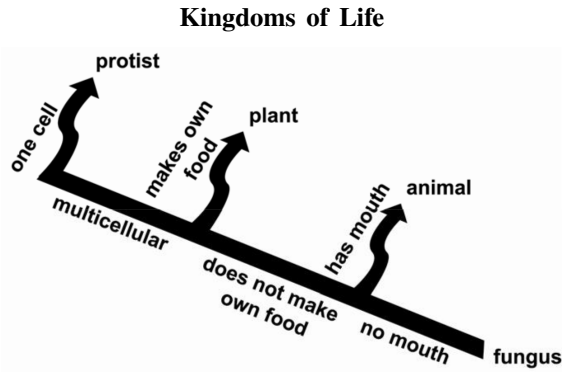 Kingdoms of Life
protist
one cell
makes own
food
plant
multicellular
has mouth
animal
does not make
own food
no mouth
fungus